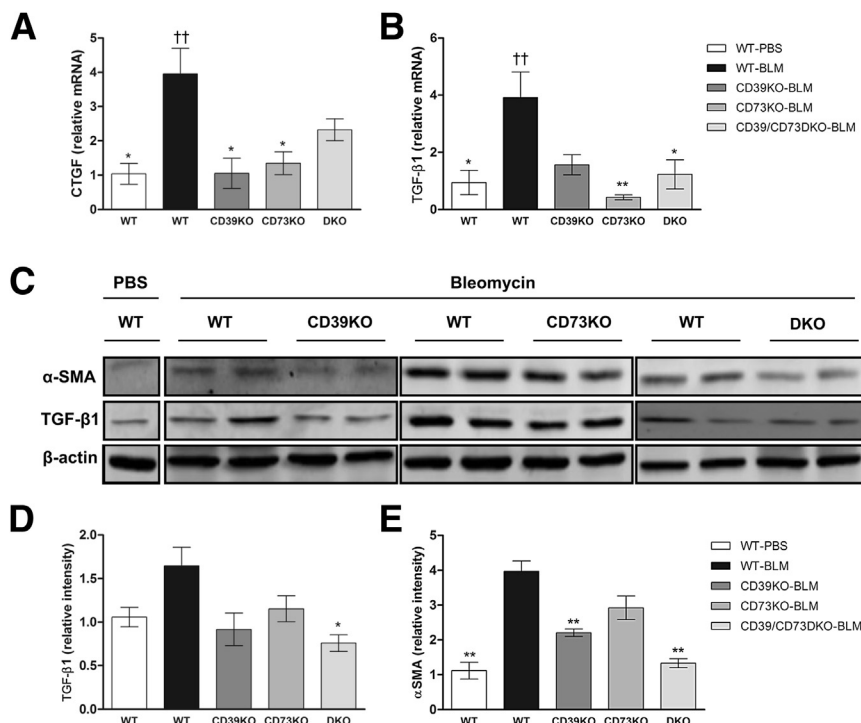 A
CTGF (relative mRNA)
5
4
3
2
1
0
††
*
*
*
WT
WT
CD39KO
CD73KO
DKO
B
TGF-β1 (relative mRNA)
6
4
2
0
††
*
**
*
WT
WT
CD39KO
CD73KO
DKO
WT-PBS
WT-BLM
CD39KO-BLM
CD73KO-BLM
CD39/CD73DKO-BLM
C
PBS
Bleomycin
WT
WT
CD39KO
WT
CD73KO
WT
DKO
α-SMA
TGF-β1
β-actin
D
TGF-β1 (relative intensity)
2.0
1.5
1.0
0.5
0.0
*
WT
WT
CD39KO
CD73KO
DKO
E
αSMA (relative intensity)
5
4
3
2
1
0
**
**
**
WT
WT
CD39KO
CD73KO
DKO
WT-PBS
WT-BLM
CD39KO-BLM
CD73KO-BLM
CD39/CD73DKO-BLM